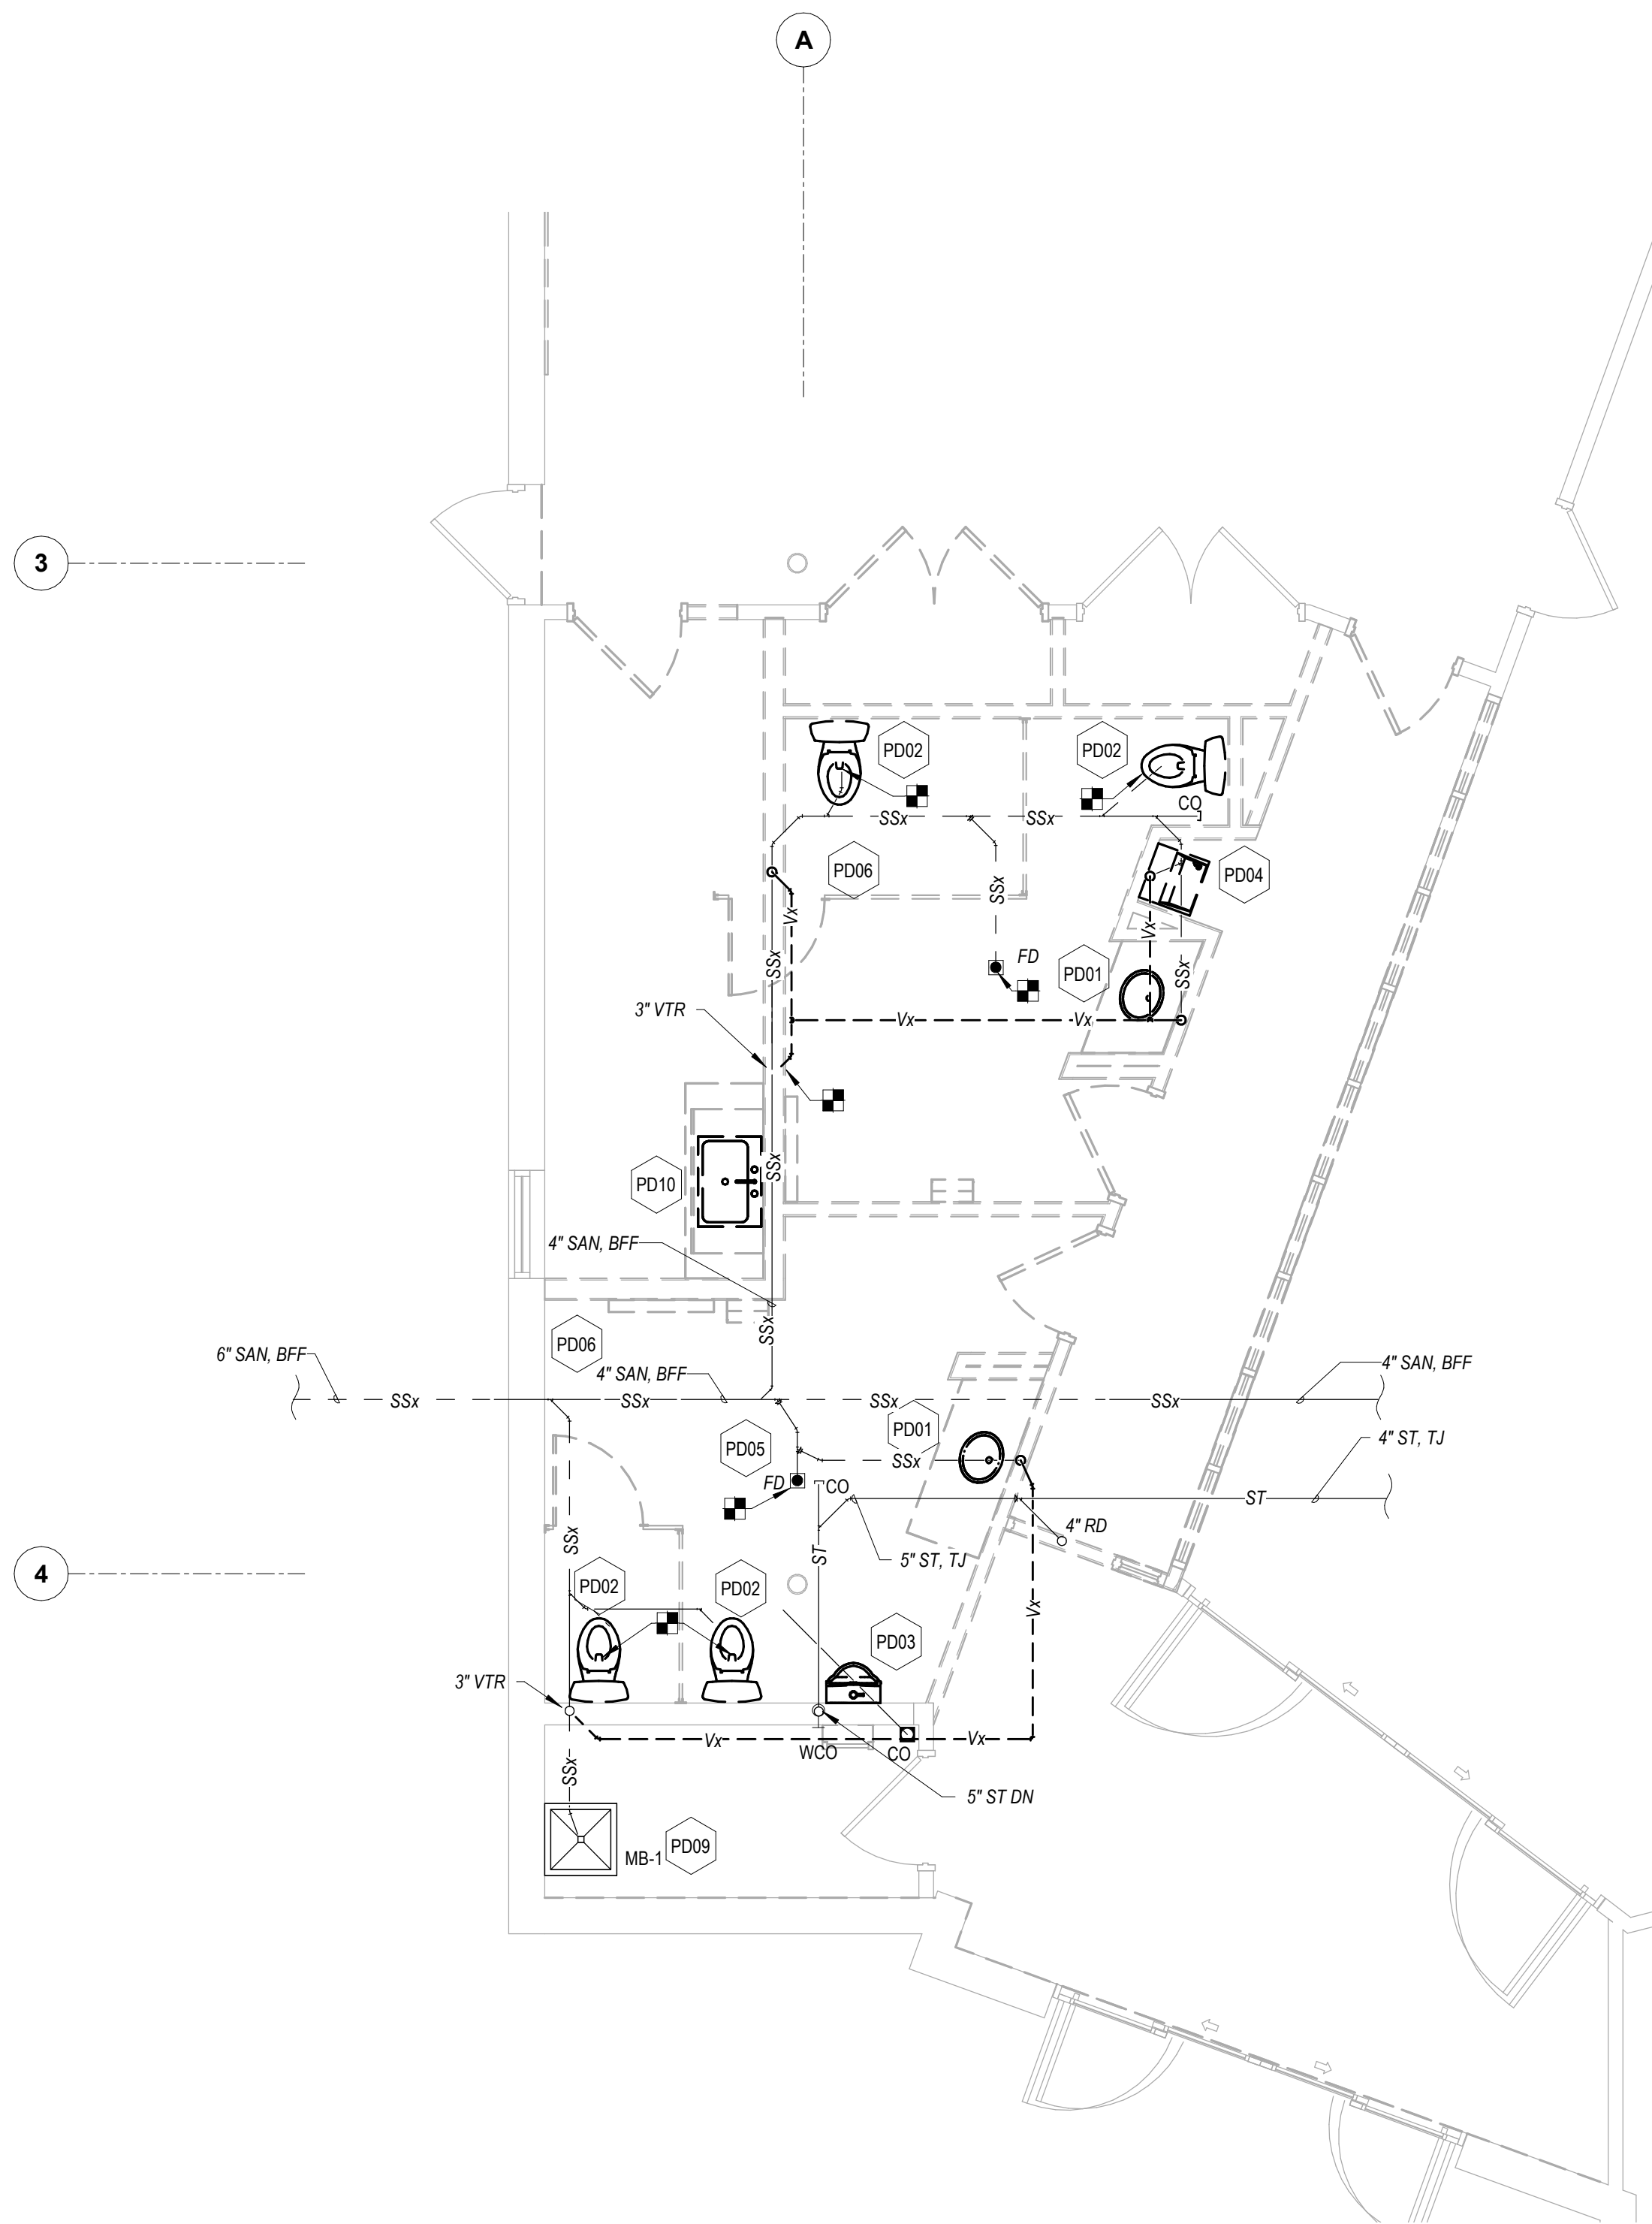 A
3
PD02
PD02
CO
SSx
SSx
PD06
PD04
SSx
Vx
Vx
SSx
FD
PD01
SSx
3" VTR
Vx
Vx
SSx
PD10
4" SAN, BFF
SSx
PD06
6" SAN, BFF
4" SAN, BFF
4" SAN, BFF
SSx
SSx
SSx
SSx
PD01
PD05
4" ST, TJ
SSx
FD
CO
ST
4" RD
SSx
ST
5" ST, TJ
4
PD02
PD02
Vx
PD03
3" VTR
Vx
Vx
WCO
CO
SSx
5" ST DN
MB-1
PD09